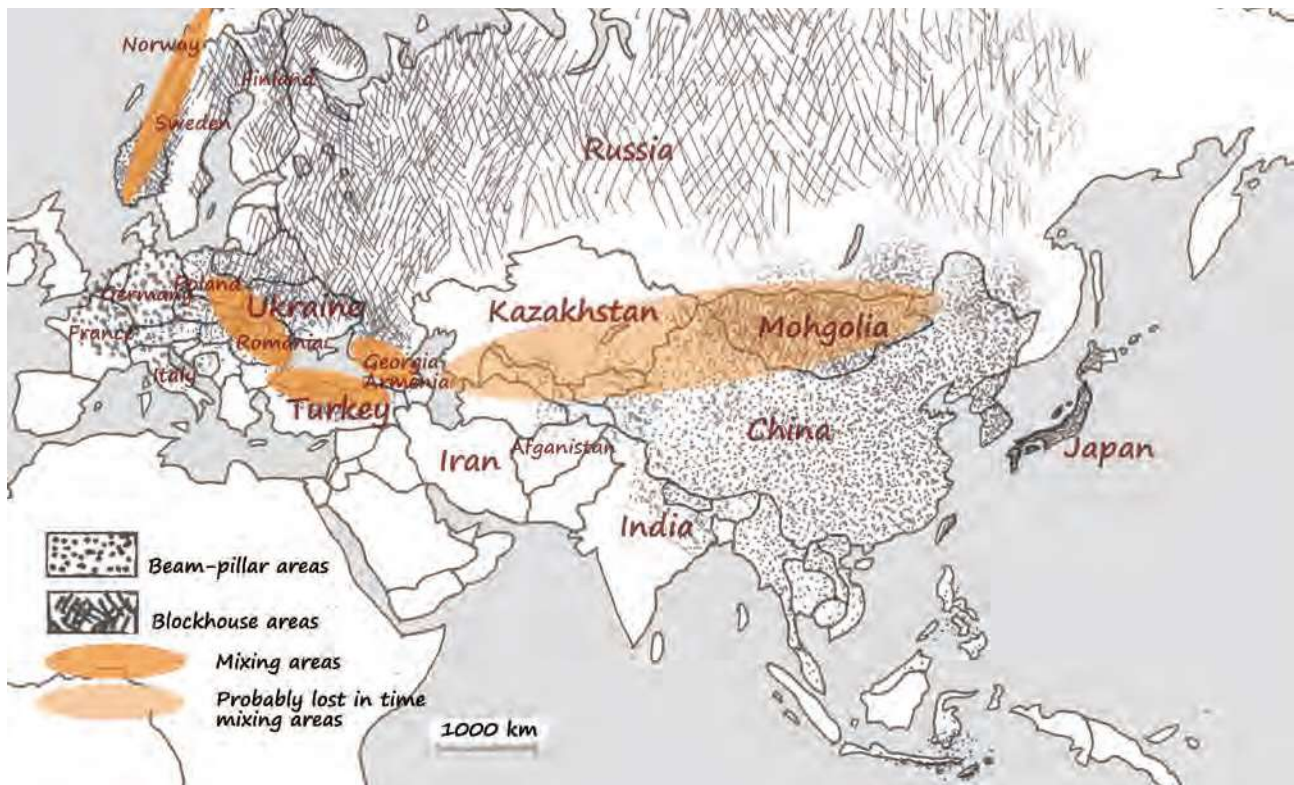 Norway
Finland
Sweden
Russia
Poland
Germany
Ukraine
France
Romania
Italy
Georgia
Armenia
Turkey
Kazakhstan
Mohgolia
Iran
Afganistan
China
Japan
India
Beam-pillar areas
Blockhouse areas
Mixing areas
Probably lost in time
mixing areas
1000 km